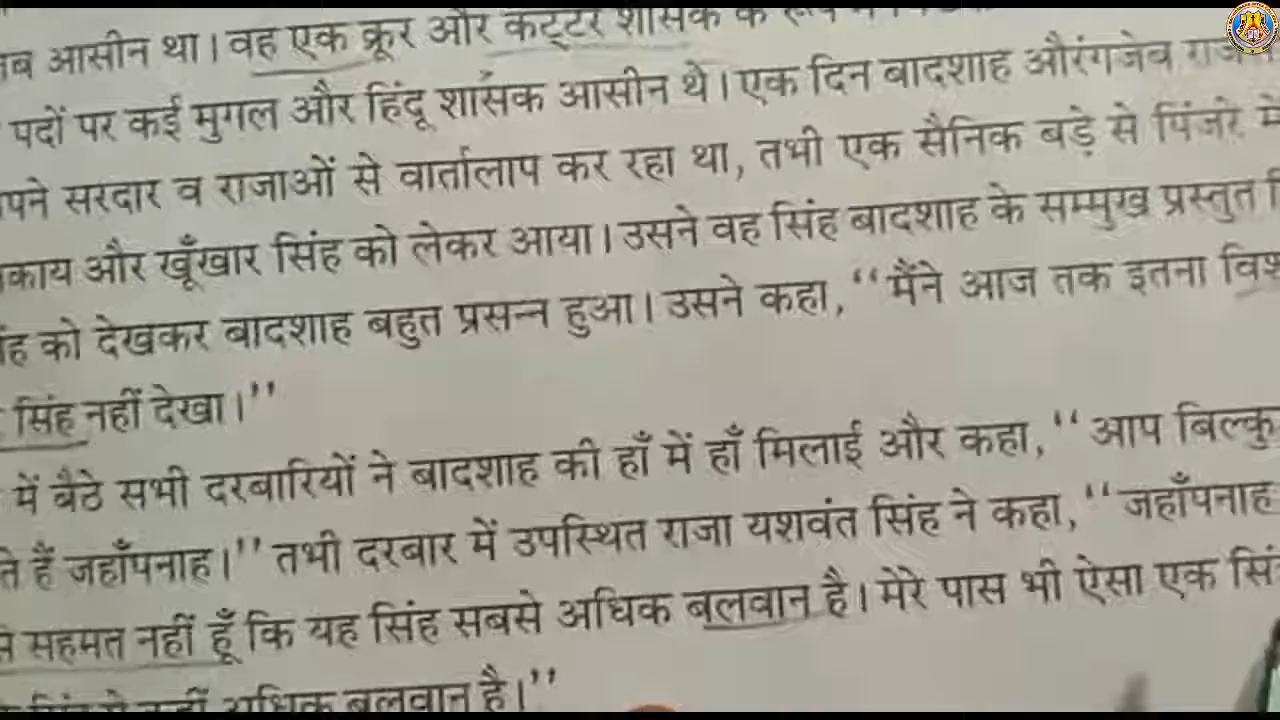 आसीन था। वह एक क्रूर और कट्टर शासक के रूप में
पदों पर कई मुगल और हिंदू शासक आसीन थे। एक दिन बादशाह औरंगजेब
सरदार व राजाओं से वार्तालाप कर रहा था, तभी एक सैनिक बड़े से पिंजरे में
और खूँखार सिंह को लेकर आया। उसने वह सिंह बादशाह के सम्मुख प्रस्तुत
को देखकर बादशाह बहुत प्रसन्न हुआ। उसने कहा, ‘‘मैंने आज तक इतना
सिंह नहीं देखा।’’
में बैठे सभी दरबारियों ने बादशाह की हाँ में हाँ मिलाई और कहा, ‘‘आप
हैं जहाँपनाह।’’ तभी दरबार में उपस्थित राजा यशवंत सिंह ने कहा, ‘‘जहाँपनाह
सहमत नहीं हूँ कि यह सिंह सबसे अधिक बलवान है। मेरे पास भी ऐसा एक
अधिक बलवान है।’’